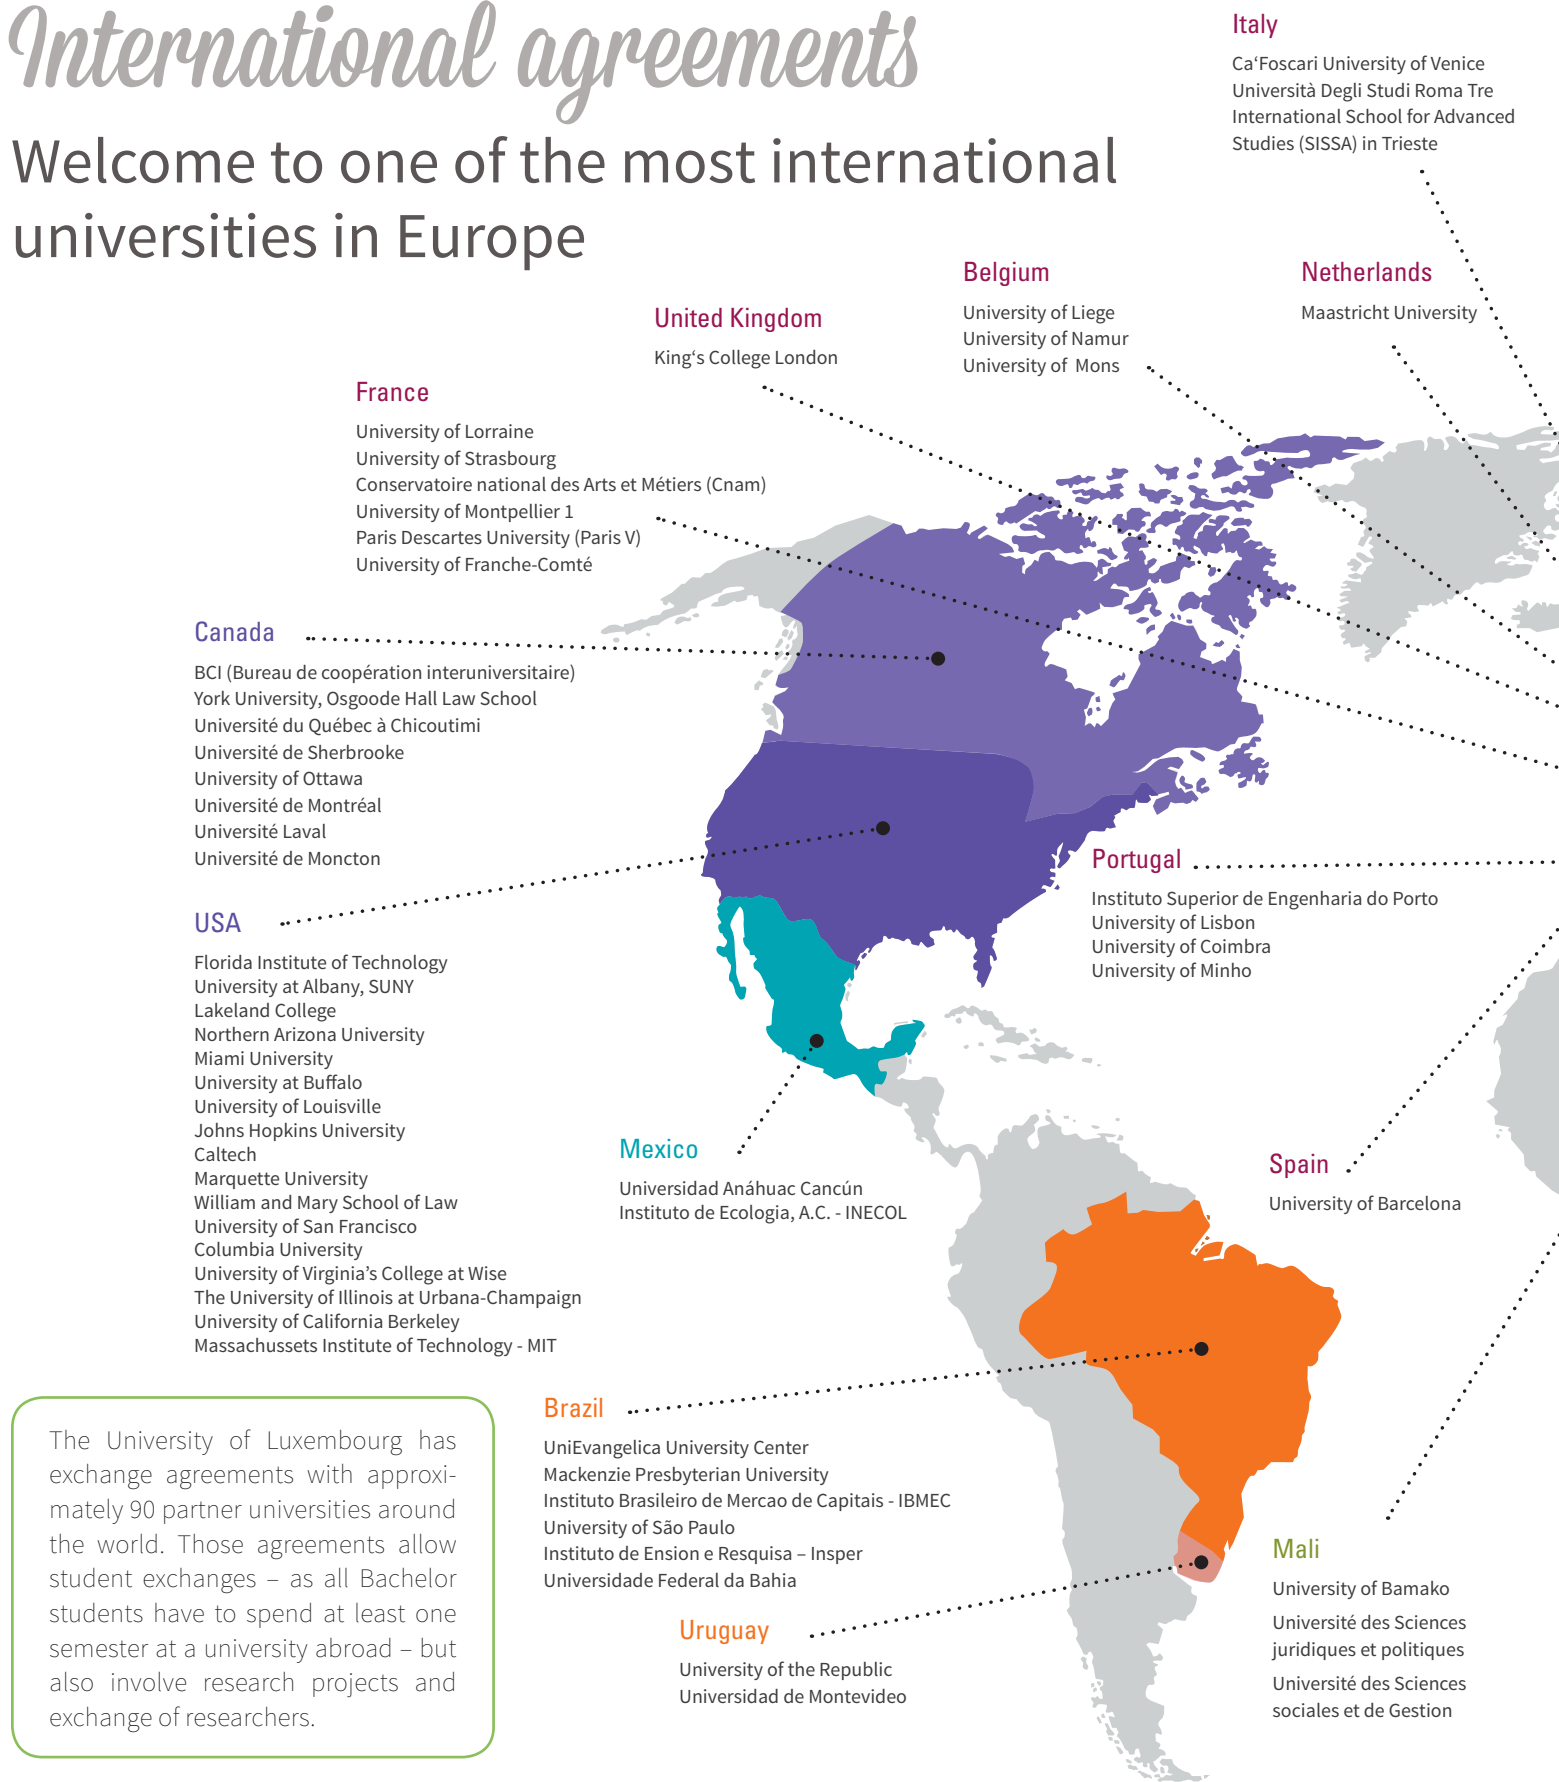 International agreements
Welcome to one of the most international
universities in Europe
Italy
Ca‘Foscari University of Venice
Università Degli Studi Roma Tre
International School for Advanced
Studies (SISSA) in Trieste
Belgium
University of Liege
University of Namur
University of Mons
Netherlands
Maastricht University
United Kingdom
King‘s College London
France
University of Lorraine
University of Strasbourg
Conservatoire national des Arts et Métiers (Cnam)
University of Montpellier 1
Paris Descartes University (Paris V)
University of Franche-Comté
Canada
BCI (Bureau de coopération interuniversitaire)
York University, Osgoode Hall Law School
Université du Québec à Chicoutimi
Université de Sherbrooke
University of Ottawa
Université de Montréal
Université Laval
Université de Moncton
Portugal
Instituto Superior de Engenharia do Porto
University of Lisbon
University of Coimbra
University of Minho
USA
Florida Institute of Technology
University at Albany, SUNY
Lakeland College
Northern Arizona University
Miami University
University at Buffalo
University of Louisville
Johns Hopkins University
Caltech
Marquette University
William and Mary School of Law
University of San Francisco
Columbia University
University of Virginia’s College at Wise
The University of Illinois at Urbana-Champaign
University of California Berkeley
Massachussets Institute of Technology - MIT
Mexico
Universidad Anáhuac Cancún
Instituto de Ecologia, A.C. - INECOL
Spain
University of Barcelona
The University of Luxembourg has
exchange agreements with approxi-
mately 90 partner universities around
the world. Those agreements allow
student exchanges – as all Bachelor
students have to spend at least one
semester at a university abroad – but
also involve research projects and
exchange of researchers.
Brazil
UniEvangelica University Center
Mackenzie Presbyterian University
Instituto Brasileiro de Mercao de Capitais - IBMEC
University of São Paulo
Instituto de Ension e Resquisa – Insper
Universidade Federal da Bahia
Uruguay
University of the Republic
Universidad de Montevideo
Mali
University of Bamako
Université des Sciences
juridiques et politiques
Université des Sciences
sociales et de Gestion